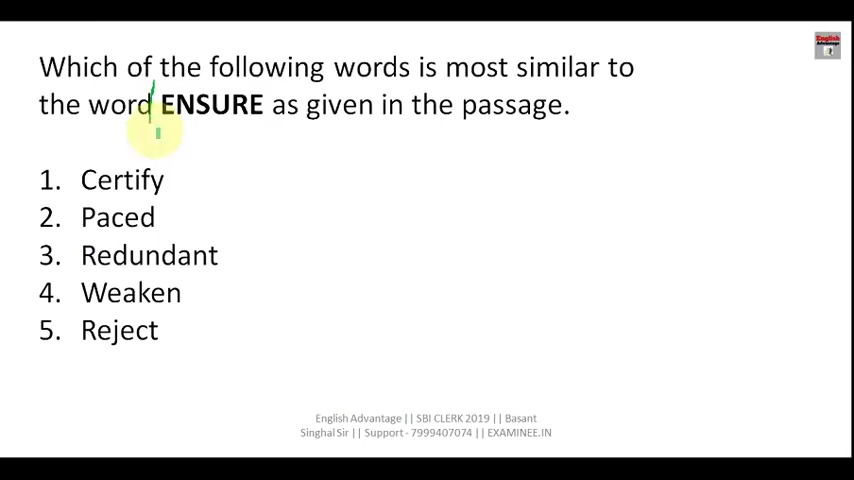 Which of the following words is most similar to
the word ENSURE as given in the passage.
1. Certify
2. Paced
3. Redundant
4. Weaken
5. Reject
English Advantage || SBI CLERK 2019 || Basant
Singhal Sir || Support - 7999407074 || EXAMINEE.IN
English
Advantage